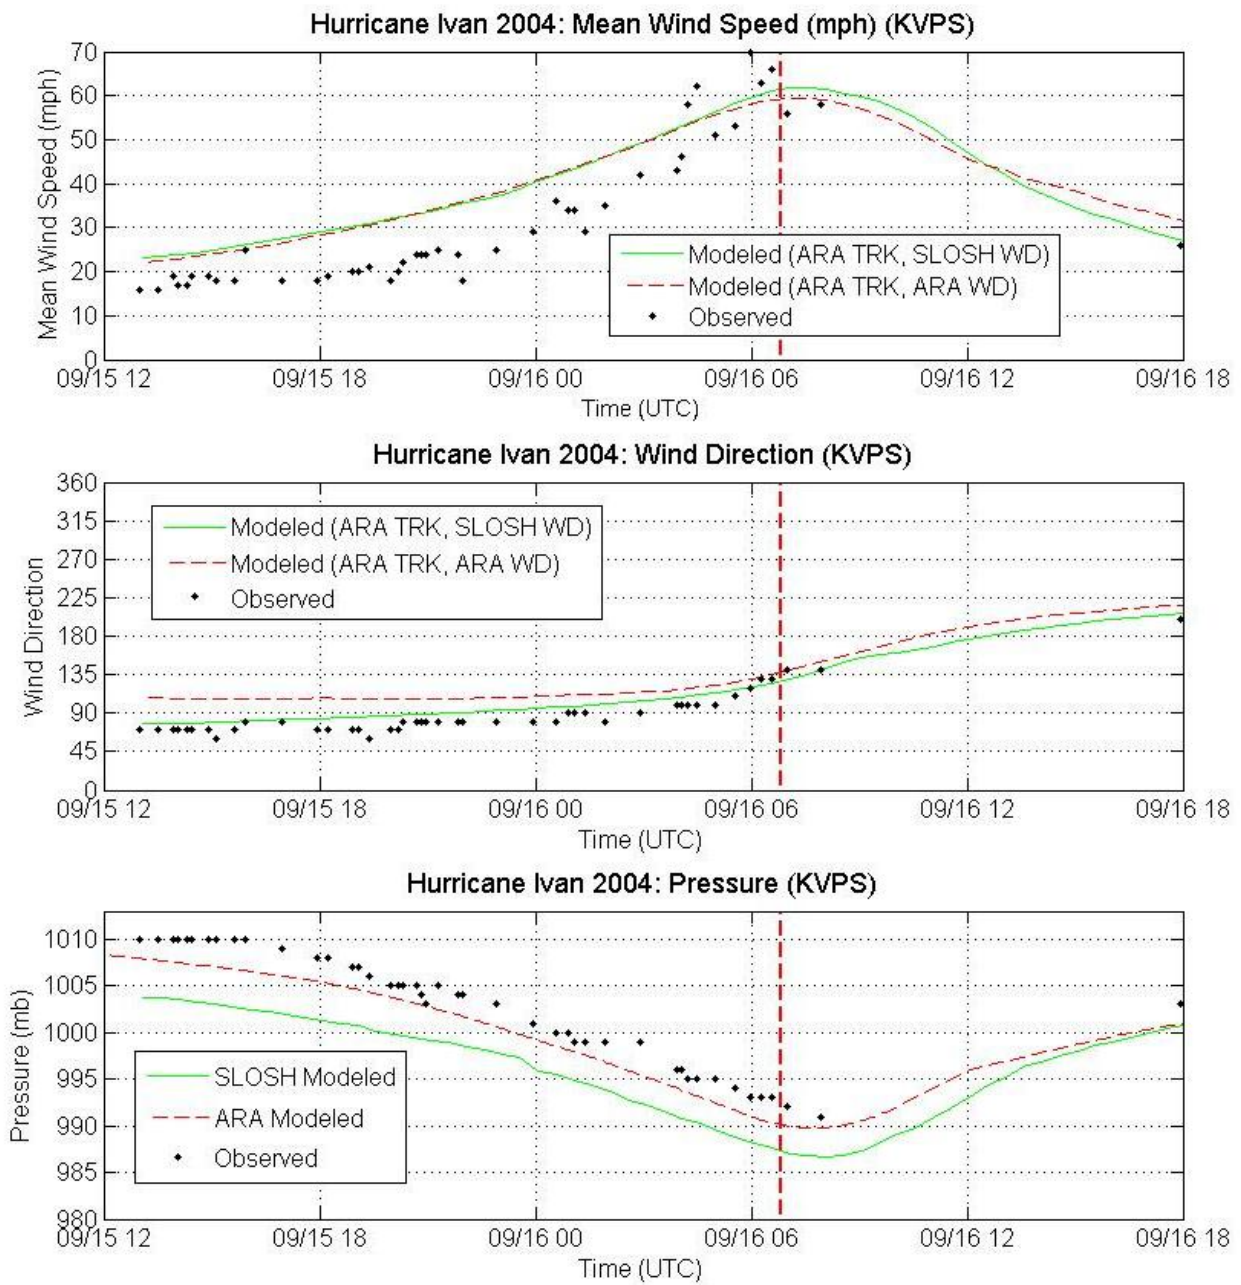 Hurricane Ivan 2004: Mean Wind Speed (mph) (KVPS)
Mean Wind Speed (mph)
70
60
50
40
30
20
10
0
Modeled (ARA TRK, SLOSH WD)
Modeled (ARA TRK, ARA WD)
Observed
09/15 12 09/15 18 09/16 00 09/16 06 09/16 12 09/16 18
Time (UTC)
Hurricane Ivan 2004: Wind Direction (KVPS)
Wind Direction
360
315
270
225
180
135
90
45
0
Modeled (ARA TRK, SLOSH WD)
Modeled (ARA TRK, ARA WD)
Observed
09/15 12 09/15 18 09/16 00 09/16 06 09/16 12 09/16 18
Time (UTC)
Hurricane Ivan 2004: Pressure (KVPS)
Pressure (mb)
1010
1005
1000
995
990
985
980
SLOSH Modeled
ARA Modeled
Observed
09/15 12 09/15 18 09/16 00 09/16 06 09/16 12 09/16 18
Time (UTC)